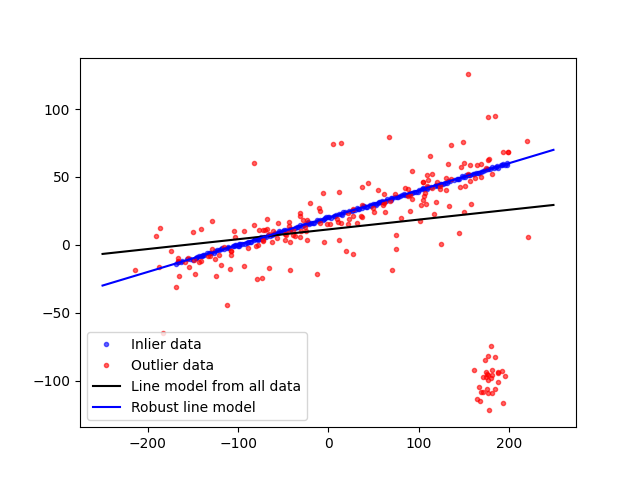 100
50
0
−50
−100
Inlier data
Outlier data
Line model from all data
Robust line model
−200 −100 0 100 200